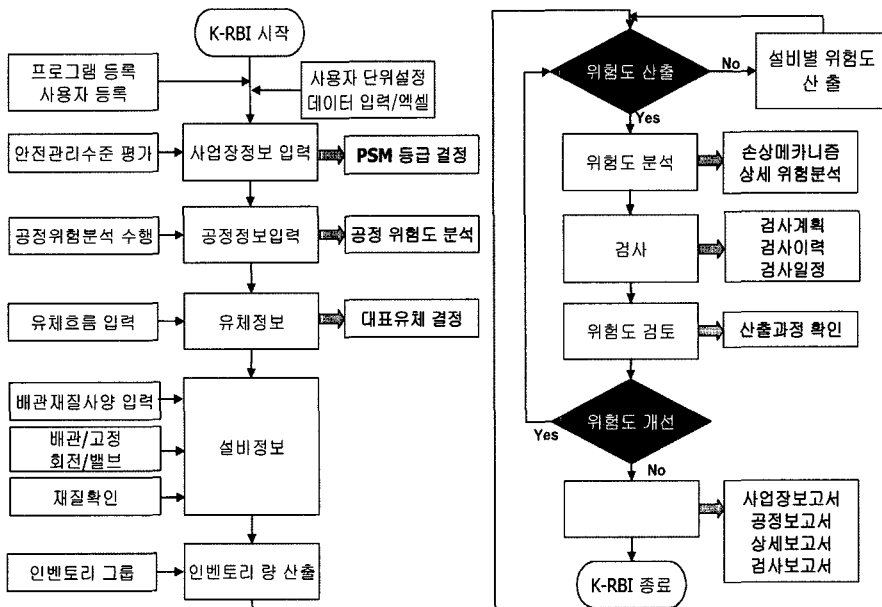 K-RBI 시작
프로그램 등록
사용자 등록
사용자 단위설정
데이터 입력/엑셀
안전관리수준 평가
사업장정보 입력
PSM 등급 결정
공정위험분석 수행
공정정보입력
공정 위험도 분석
유체흐름 입력
유체정보
대표유체 결정
배관재질사양 입력
배관/고정
회전/밸브
재질확인
설비정보
인벤토리 그룹
인벤토리 량 산출
위험도 산출
No
설비별 위험도
산 출
Yes
위험도 분석
손상메카니즘
상세 위험분석
검사
검사계획
검사이력
검사일정
위험도 검토
산출과정 확인
위험도 개선
Yes
No
사업장보고서
공정보고서
상세보고서
검사보고서
K-RBI 종료